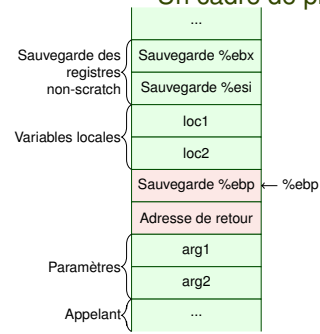 Un cadre de
...
Sauvegarde des
registres
non-scratch
Sauvegarde %ebx
Sauvegarde %esi
Variables locales
loc1
loc2
Sauvegarde %ebp ← %ebp
Adresse de retour
Paramètres
arg1
arg2
Appelant
...